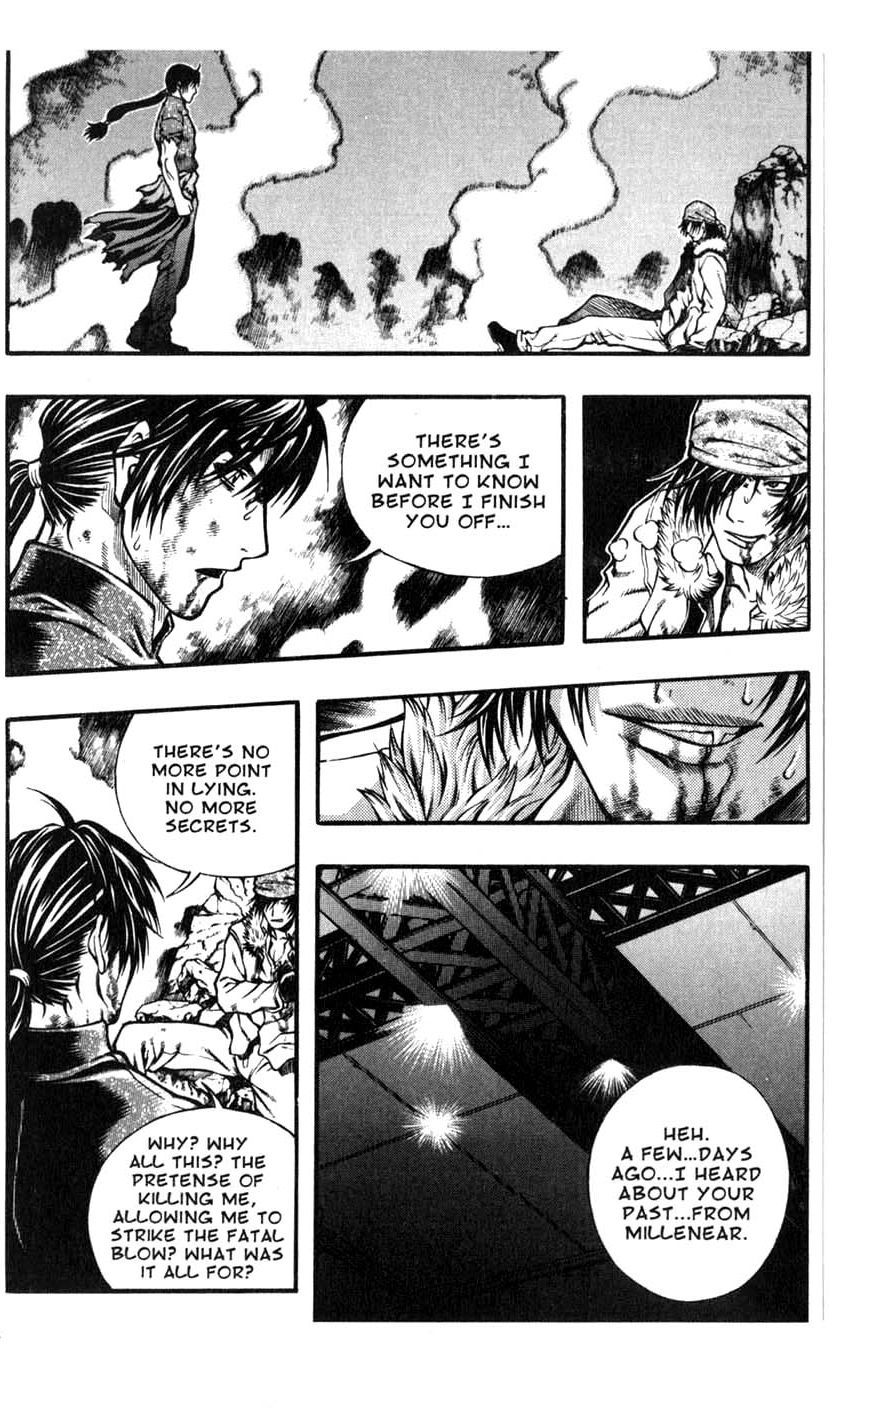 THERE'S
SOMETHING I
WANT TO KNOW
BEFORE I FINISH
YOU OFF...
THERE'S NO
MORE POINT
IN LYING.
NO MORE
SECRETS.
WHY? WHY
ALL THIS? THE
PRETENSE OF
KILLING ME,
ALLOWING ME TO
STRIKE THE FATAL
BLOW? WHAT WAS
IT ALL FOR?
HEH.
A FEW...DAYS
AGO...I HEARD
ABOUT YOUR
PAST...FROM
MILLENEAR.